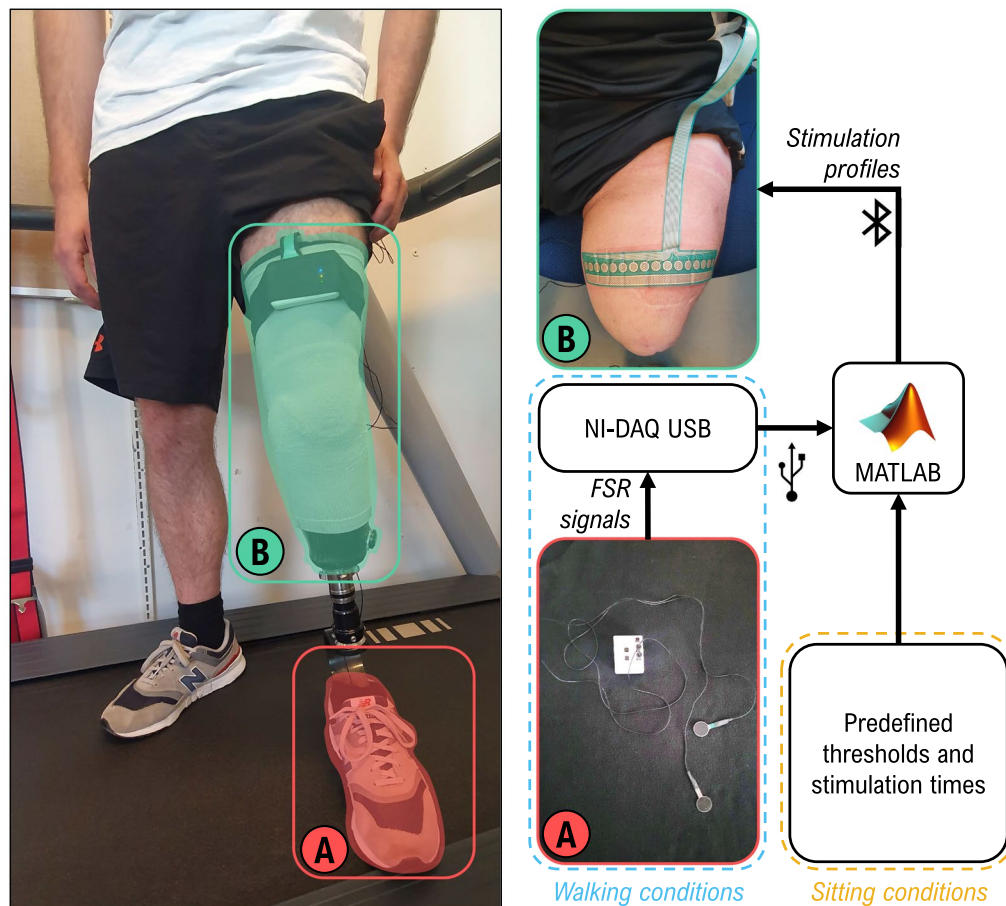 B
A
Stimulation
profiles
B
NI-DAQ USB
MATLAB
FSR
signals
A
Predefined
thresholds and
stimulation times
Walking conditions
Sitting conditions
N